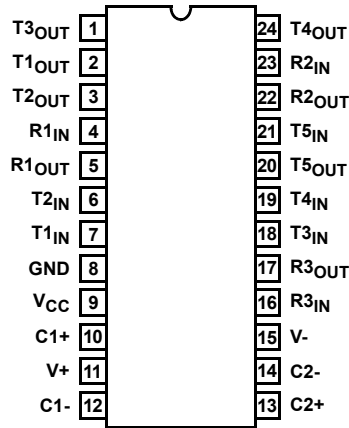 T3OUT 1 24 T4OUT
T1OUT 2 23 R2IN
T2OUT 3 22 R2OUT
R1IN 4 21 T5IN
R1OUT 5 20 T5OUT
T2IN 6 19 T4IN
T1IN 7 18 T3IN
GND 8 17 R3OUT
VCC 9 16 R3IN
C1+ 10 15 V-
V+ 11 14 C2-
C1- 12 13 C2+